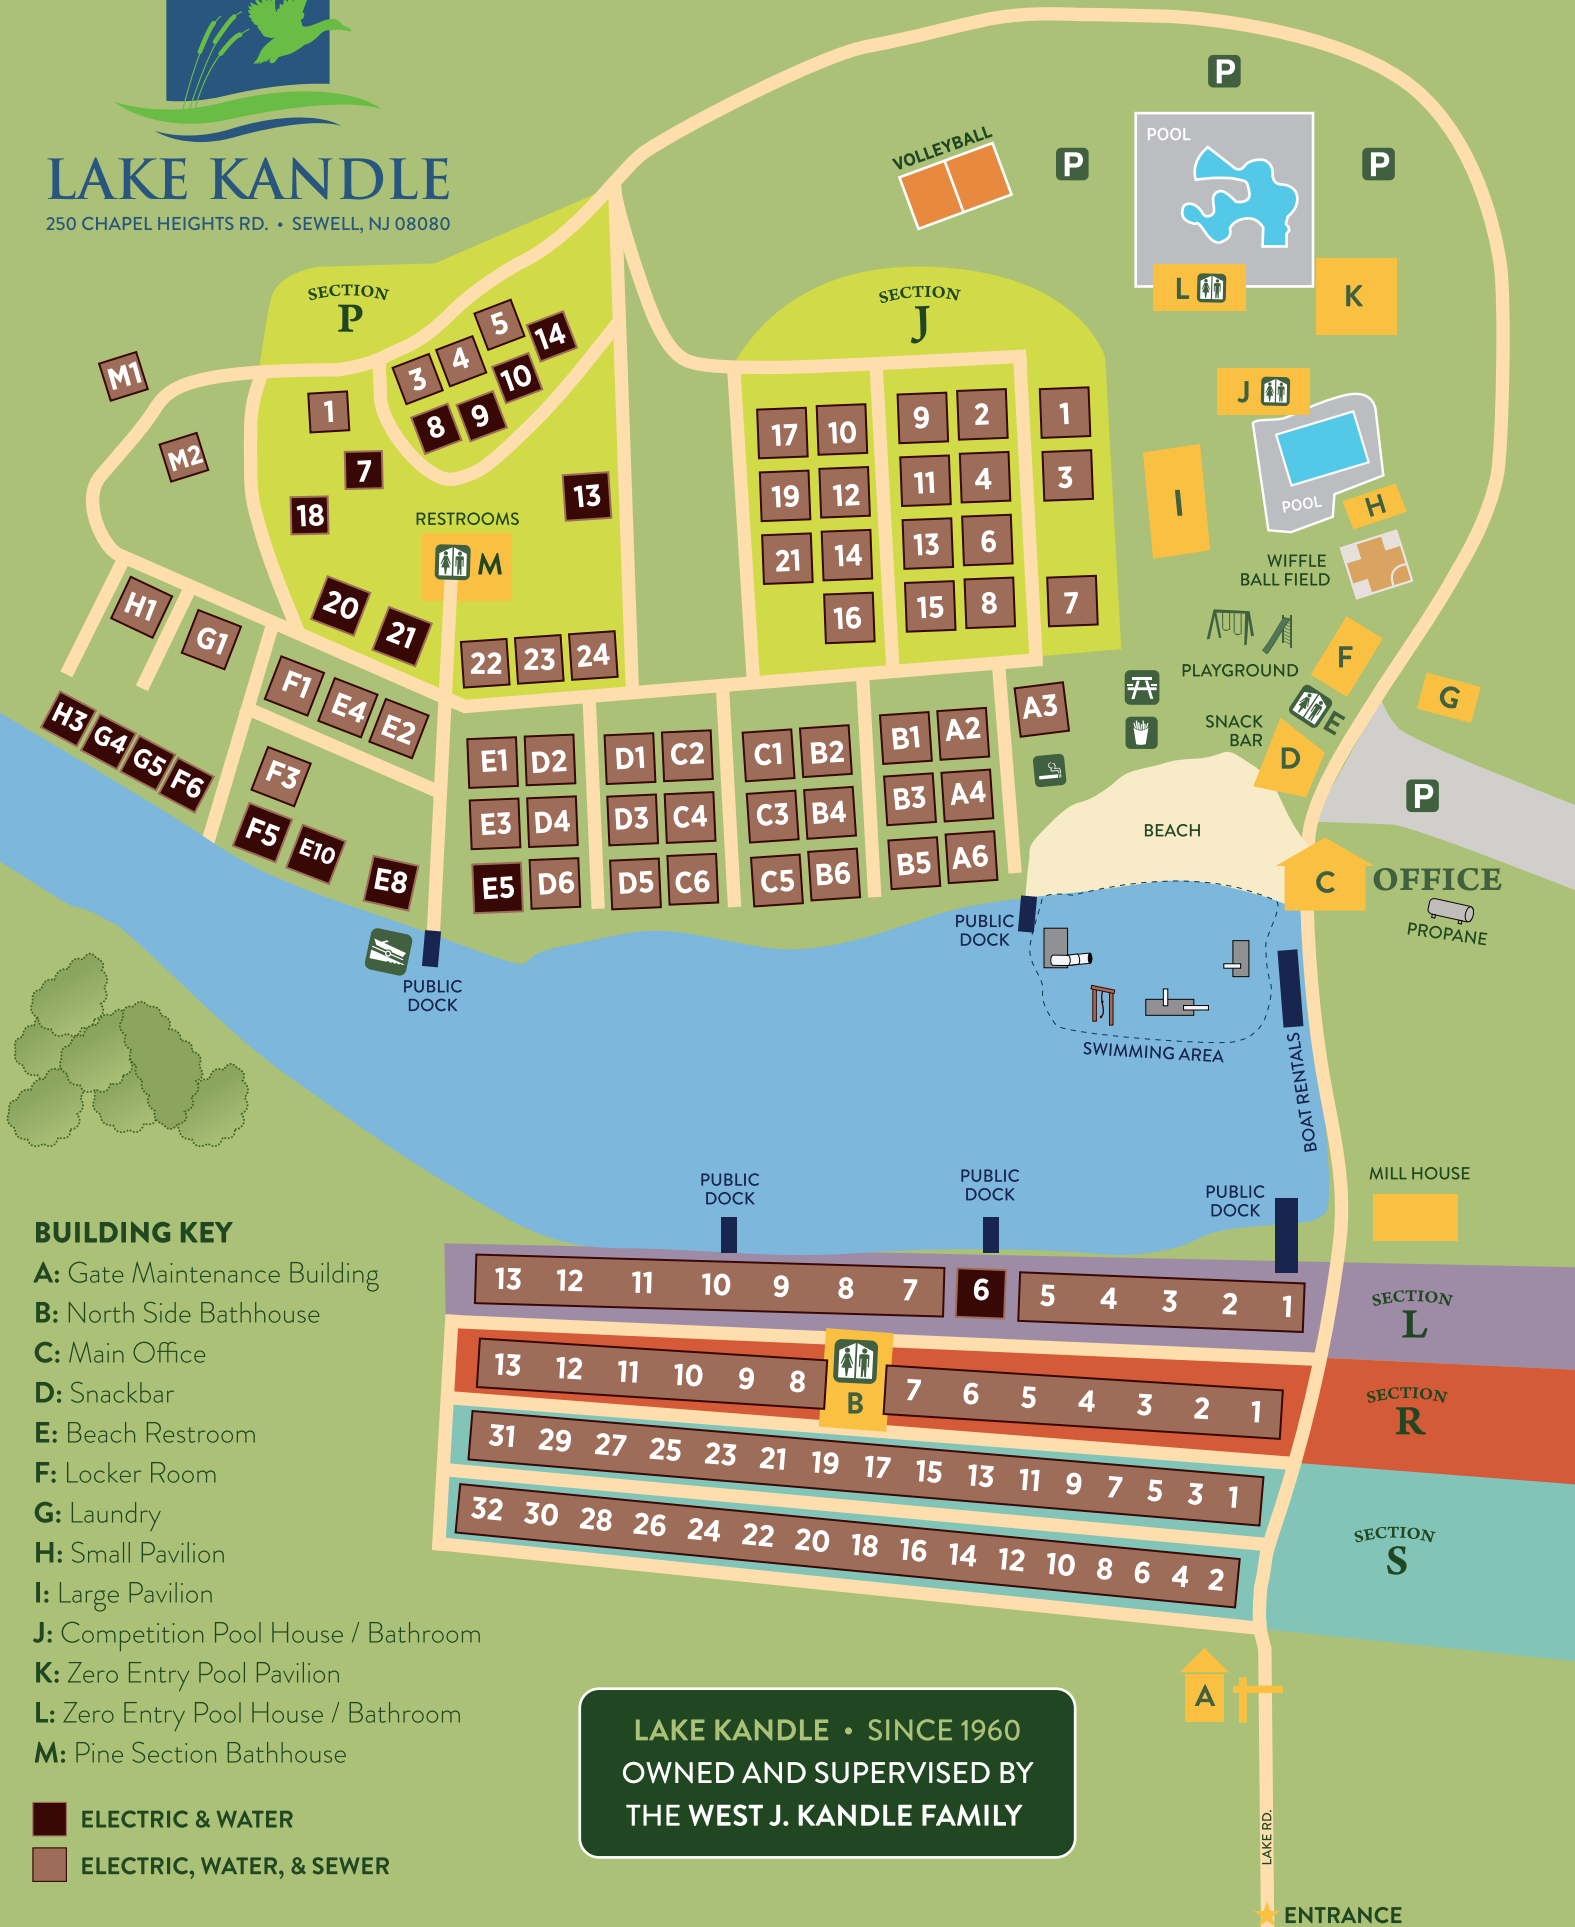 LAKE KANDLE
250 CHAPEL HEIGHTS RD. • SEWELL, NJ 08080
P
P
P
POOL
VOLLEYBALL
L
K
SECTION
P
SECTION
J
M1
M2
5
14
4
3
10
9
8
1
7
18
13
RESTROOMS
M
20
21
22 23 24
17 10 9 2 1
19 12 11 4 3
21 14 13 6
16 15 8 7
J
I
POOL
H
WIFFLE
BALL FIELD
PLAYGROUND
F
G
E
SNACK
BAR
D
P
H1
G1
F1
E4
E2
H3
G4
G5
F6
F3
F5
E10
E8
E1 D2 D1 C2 C1 B2 B1 A2 A3
E3 D4 D3 C4 C3 B4 B3 A4
E5 D6 D5 C6 C5 B6 B5 A6
BEACH
C
OFFICE
PROPANE
PUBLIC
DOCK
PUBLIC
DOCK
SWIMMING AREA
BOAT RENTALS
MILL HOUSE
PUBLIC
DOCK
PUBLIC
DOCK
PUBLIC
DOCK
13 12 11 10 9 8 7 6 5 4 3 2 1
SECTION
L
13 12 11 10 9 8 B 7 6 5 4 3 2 1
SECTION
R
31 29 27 25 23 21 19 17 15 13 11 9 7 5 3 1
32 30 28 26 24 22 20 18 16 14 12 10 8 6 4 2
SECTION
S
BUILDING KEY
A: Gate Maintenance Building
B: North Side Bathhouse
C: Main Office
D: Snackbar
E: Beach Restroom
F: Locker Room
G: Laundry
H: Small Pavilion
I: Large Pavilion
J: Competition Pool House / Bathroom
K: Zero Entry Pool Pavilion
L: Zero Entry Pool House / Bathroom
M: Pine Section Bathhouse
ELECTRIC & WATER
ELECTRIC, WATER, & SEWER
LAKE KANDLE • SINCE 1960
OWNED AND SUPERVISED BY
THE WEST J. KANDLE FAMILY
A
LAKE RD.
ENTRANCE